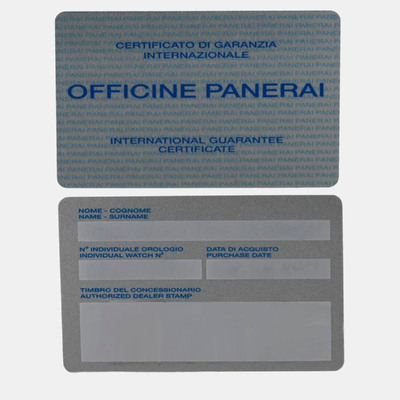 CERTIFICATO DI GARANZIA
INTERNAZIONALE
OFFICINE PANERAI
INTERNATIONAL GUARANTEE
CERTIFICATE
NOME - COGNOME
NAME - SURNAME
N° INDIVIDUALE OROLOGIO
INDIVIDUAL WATCH N°
DATA DI ACQUISTO
PURCHASE DATE
TIMBRO DEL CONCESSIONARIO
AUTHORIZED DEALER STAMP